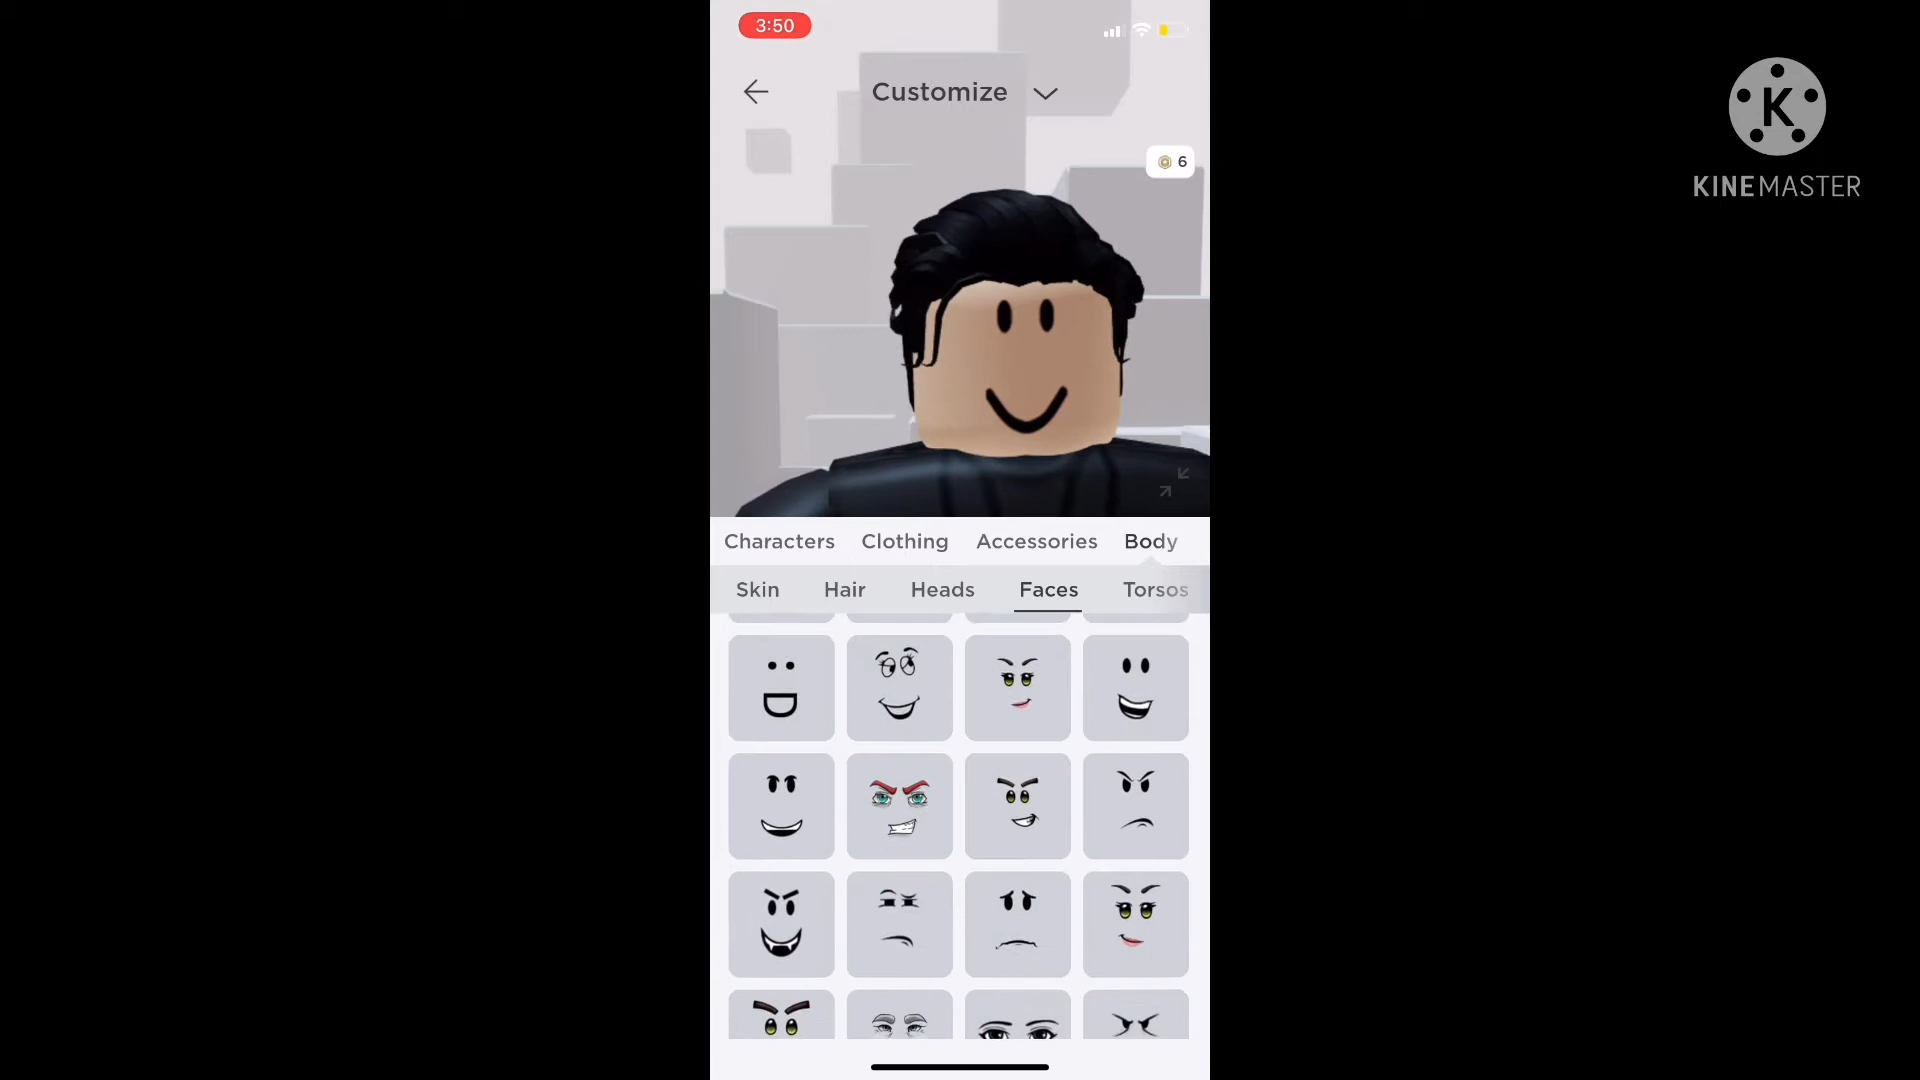 3:50
Customize
6
K
KINEMASTER
Characters Clothing Accessories Body
Skin Hair Heads Faces Torsos